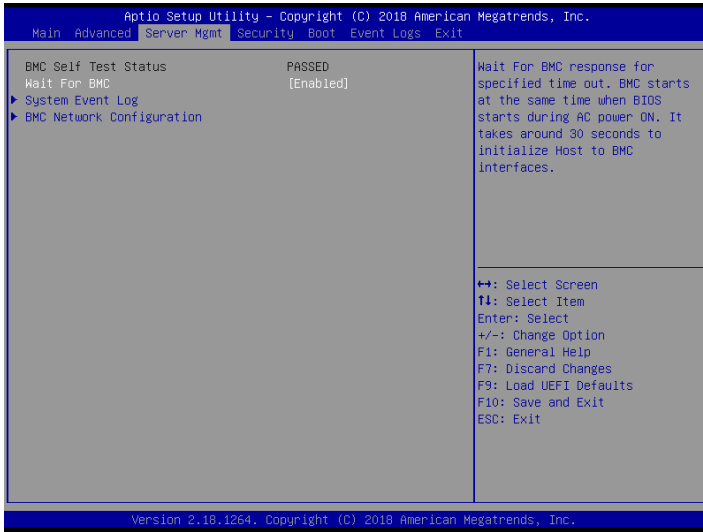 Aptio Setup Utility – Copyright (C) 2018 American Megatrends, Inc.
Main Advanced Server Mgmt Security Boot Event Logs Exit
BMC Self Test Status PASSED
Wait For BMC [Enabled]
System Event Log
BMC Network Configuration
Wait For BMC response for
specified time out. BMC starts
at the same time when BIOS
starts during AC power ON. It
takes around 30 seconds to
initialize Host to BMC
interfaces.
↔: Select Screen
↑↓: Select Item
Enter: Select
+/-: Change Option
F1: General Help
F7: Discard Changes
F9: Load UEFI Defaults
F10: Save and Exit
ESC: Exit
Version 2.18.1264. Copyright (C) 2018 American Megatrends, Inc.